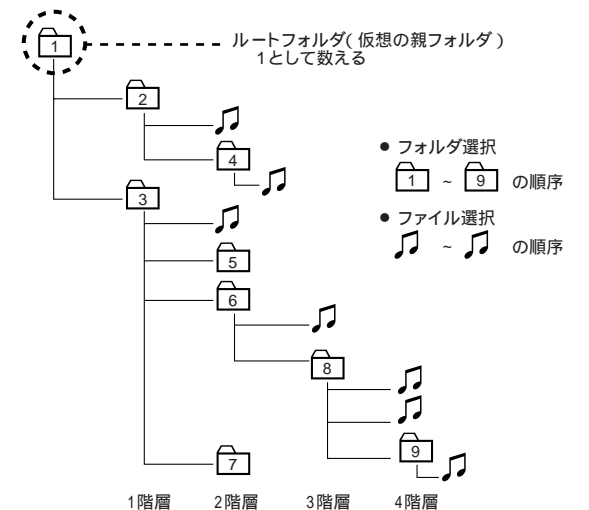 1
ルートフォルダ( 仮想の親フォルダ )
1として数える
2
4
● フォルダ選択
1 ~ 9 の順序
3
● ファイル選択
~ の順序
5
6
8
9
7
1階層 2階層 3階層 4階層